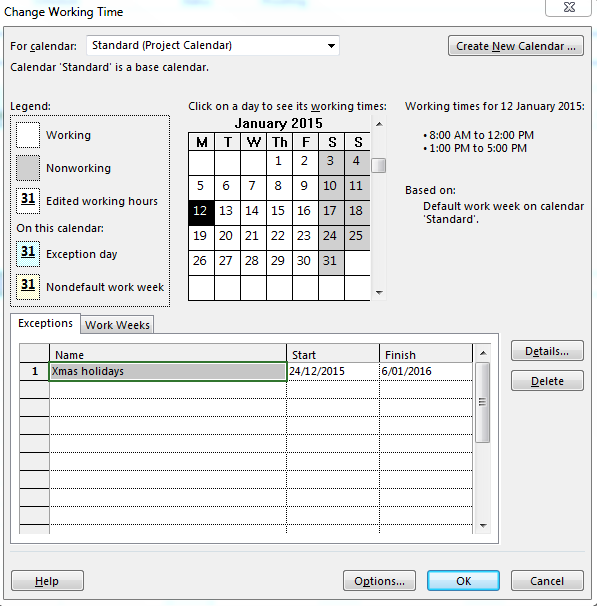 Change Working Time
For calendar: Standard (Project Calendar)
Create New Calendar ...
Calendar 'Standard' is a base calendar.
Legend:
Working
Nonworking
31 Edited working hours
On this calendar:
31 Exception day
31 Nondefault work week
Click on a day to see its working times:
January 2015
M T W Th F S S
1 2 3 4
5 6 7 8 9 10 11
12 13 14 15 16 17 18
19 20 21 22 23 24 25
26 27 28 29 30 31
Working times for 12 January 2015:
• 8:00 AM to 12:00 PM
• 1:00 PM to 5:00 PM
Based on:
Default work week on calendar
'Standard'.
Exceptions Work Weeks
Name Start Finish
1 Xmas holidays 24/12/2015 6/01/2016
Details...
Delete
Help Options... OK Cancel